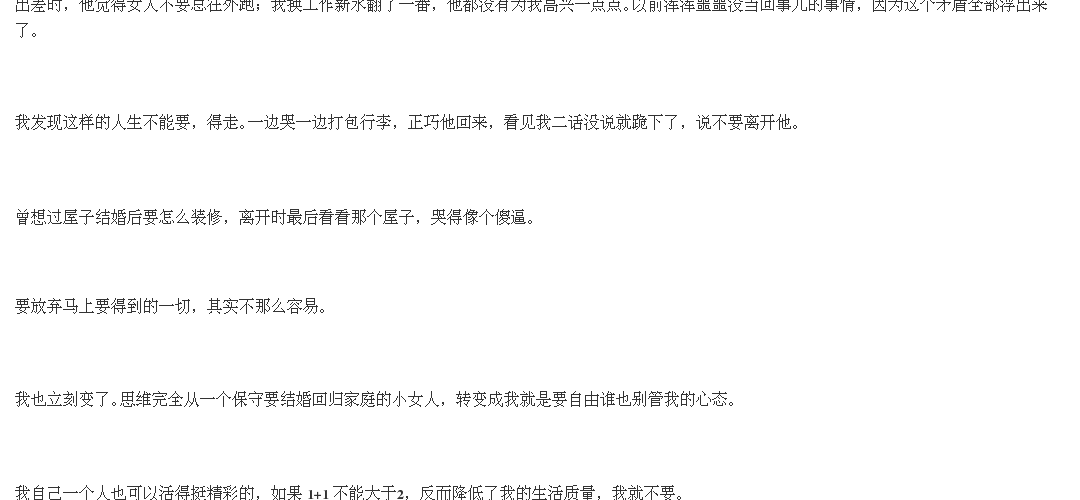 出差时，他觉得女人不要总在外跑；我换工作薪水翻了一番，他都没有为我高兴一点点。以前浑浑噩噩没当回事儿的事情，因为这个矛盾全部浮出来
了。
我发现这样的人生不能要，得走。一边哭一边打包行李，正巧他回来，看见我二话没说就跪下了，说不要离开他。
曾想过屋子结婚后要怎么装修，离开时最后看看那个屋子，哭得像个傻逼。
要放弃马上要得到的一切，其实不那么容易。
我也立刻变了。思维完全从一个保守要结婚回归家庭的小女人，转变成我就是要自由谁也别管我的心态。
我自己一个人也可以活得挺精彩的，如果 1+1 不能大于2，反而降低了我的生活质量，我就不要。